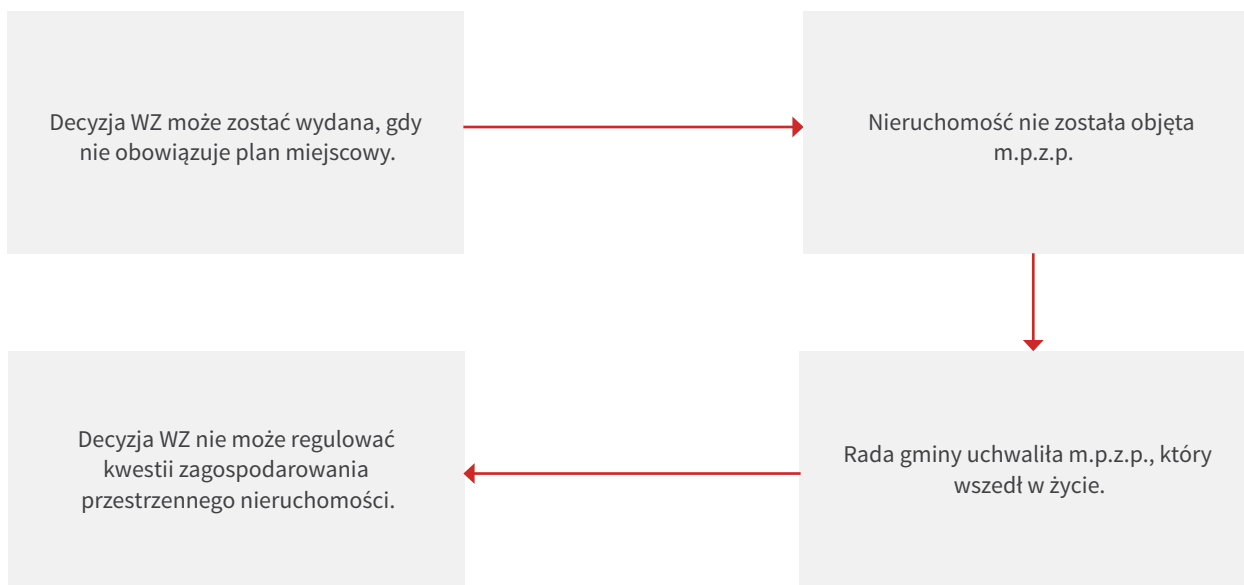 Decyzja WZ może zostać wydana, gdy
nie obowiązuje plan miejscowy.
Nieruchomość nie została objęta
m.p.z.p.
Rada gminy uchwaliła m.p.z.p., który
wszedł w życie.
Decyzja WZ nie może regulować
kwestii zagospodarowania
przestrzennego nieruchomości.